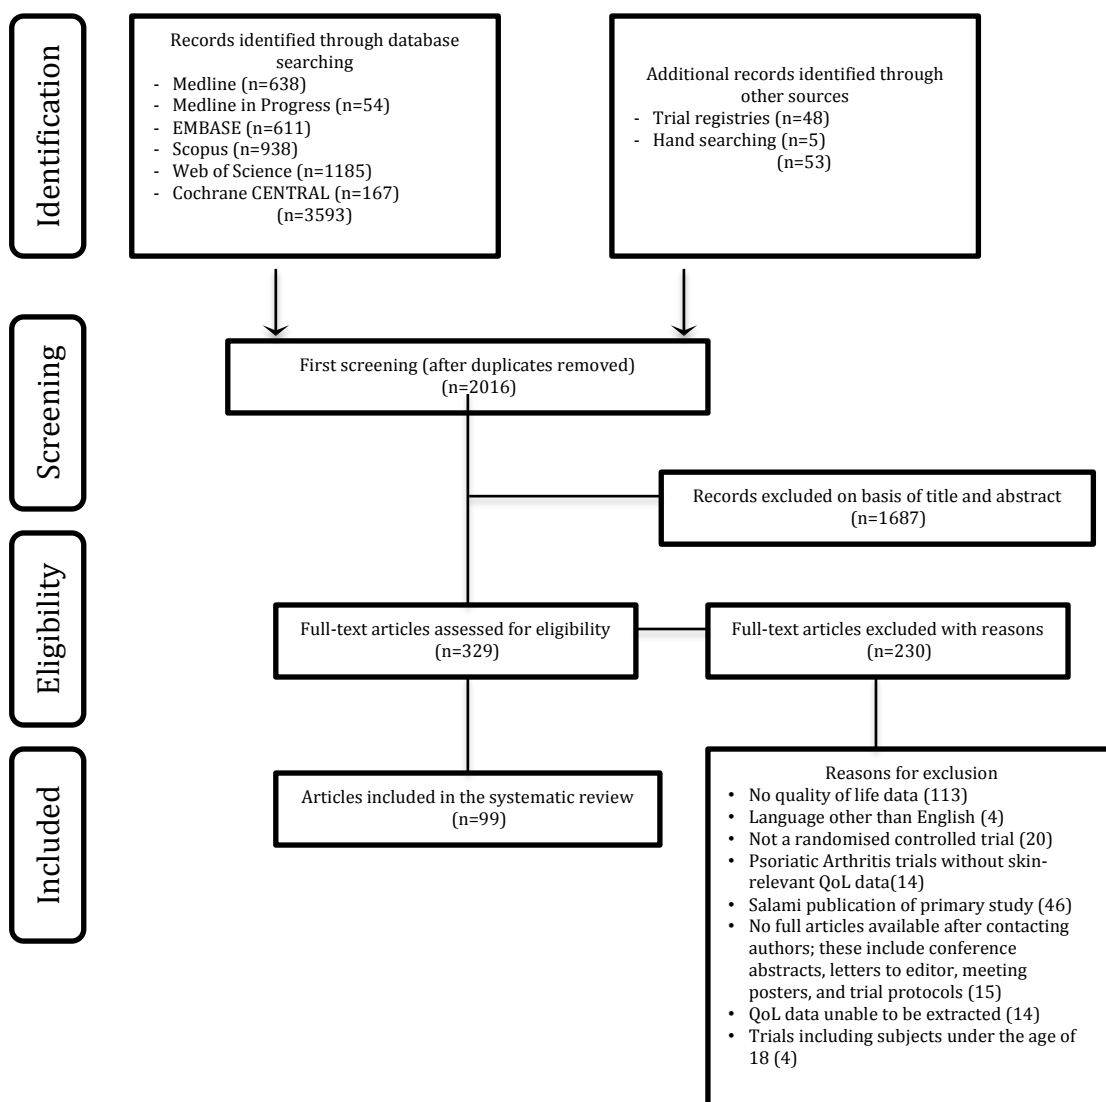 Identification
Records identified through database
searching
- Medline (n=638)
- Medline in Progress (n=54)
- EMBASE (n=611)
- Scopus (n=938)
- Web of Science (n=1185)
- Cochrane CENTRAL (n=167)
(n=3593)
Additional records identified through
other sources
- Trial registries (n=48)
- Hand searching (n=5)
(n=53)
Screening
First screening (after duplicates removed)
(n=2016)
Records excluded on basis of title and abstract
(n=1687)
Eligibility
Full-text articles assessed for eligibility
(n=329)
Full-text articles excluded with reasons
(n=230)
Included
Articles included in the systematic review
(n=99)
Reasons for exclusion
• No quality of life data (113)
• Language other than English (4)
• Not a randomised controlled trial (20)
• Psoriatic Arthritis trials without skin-
relevant QoL data(14)
• Salami publication of primary study (46)
• No full articles available after contacting
authors; these include conference
abstracts, letters to editor, meeting
posters, and trial protocols (15)
• QoL data unable to be extracted (14)
• Trials including subjects under the age of
18 (4)